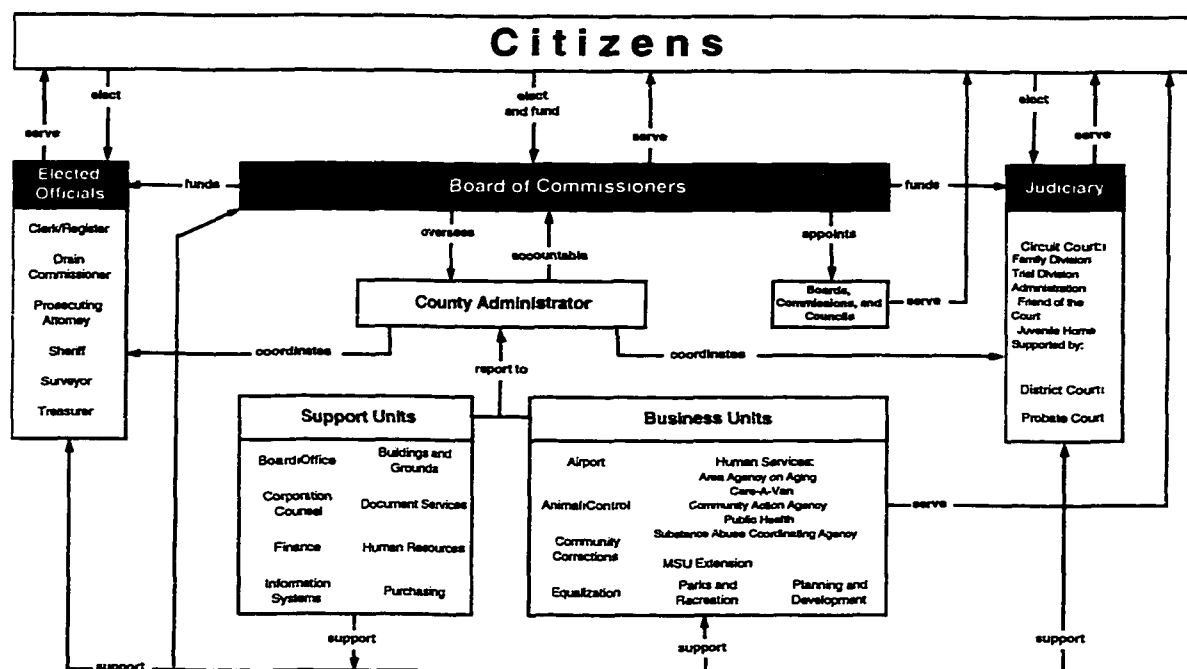 Citizens
elect
elect
and fund
elect
serve
serve
serve
Elected
Officials
funds
Board of Commissioners
funds
Judiciary
Clerk/Register
Drain
Commissioner
Prosecuting
Attorney
Sheriff
Surveyor
Treasurer
oversees
accountable
appoints
County Administrator
Boards,
Commissions, and
Councils
serve
Circuit Court:
Family Division
Trial Division
Administration
Friend of the
Court
Juvenile Home
Supported by:
District Court:
Probate Court
coordinates
coordinates
report to
Support Units
Board Office
Buildings and
Grounds
Corporation
Counsel
Document Services
Finance
Human Resources
Information
Systems
Purchasing
Business Units
Airport
Human Services:
Area Agency on Aging
Care-A-Van
Community Action Agency
Public Health
Substance Abuse Coordinating Agency
Animal Control
Community
Corrections
MSU Extension
Equalization
Parks and
Recreation
Planning and
Development
serve
support
support
support
support